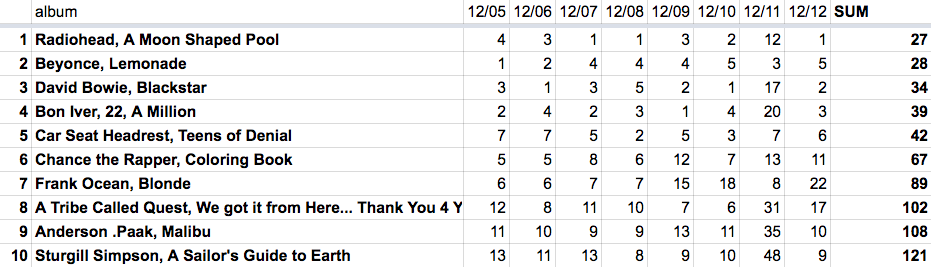 album 12/05 12/06 12/07 12/08 12/09 12/10 12/11 12/12 SUM
1 Radiohead, A Moon Shaped Pool 4 3 1 1 3 2 12 1 27
2 Beyonce, Lemonade 1 2 4 4 4 5 3 5 28
3 David Bowie, Blackstar 3 1 3 5 2 1 17 2 34
4 Bon Iver, 22, A Million 2 4 2 3 1 4 20 3 39
5 Car Seat Headrest, Teens of Denial 7 7 5 2 5 3 7 6 42
6 Chance the Rapper, Coloring Book 5 5 8 6 12 7 13 11 67
7 Frank Ocean, Blonde 6 6 7 7 15 18 8 22 89
8 A Tribe Called Quest, We got it from Here... Thank You 4 Y 12 8 11 10 7 6 31 17 102
9 Anderson .Paak, Malibu 11 10 9 9 13 11 35 10 108
10 Sturgill Simpson, A Sailor's Guide to Earth 13 11 13 8 9 10 48 9 121